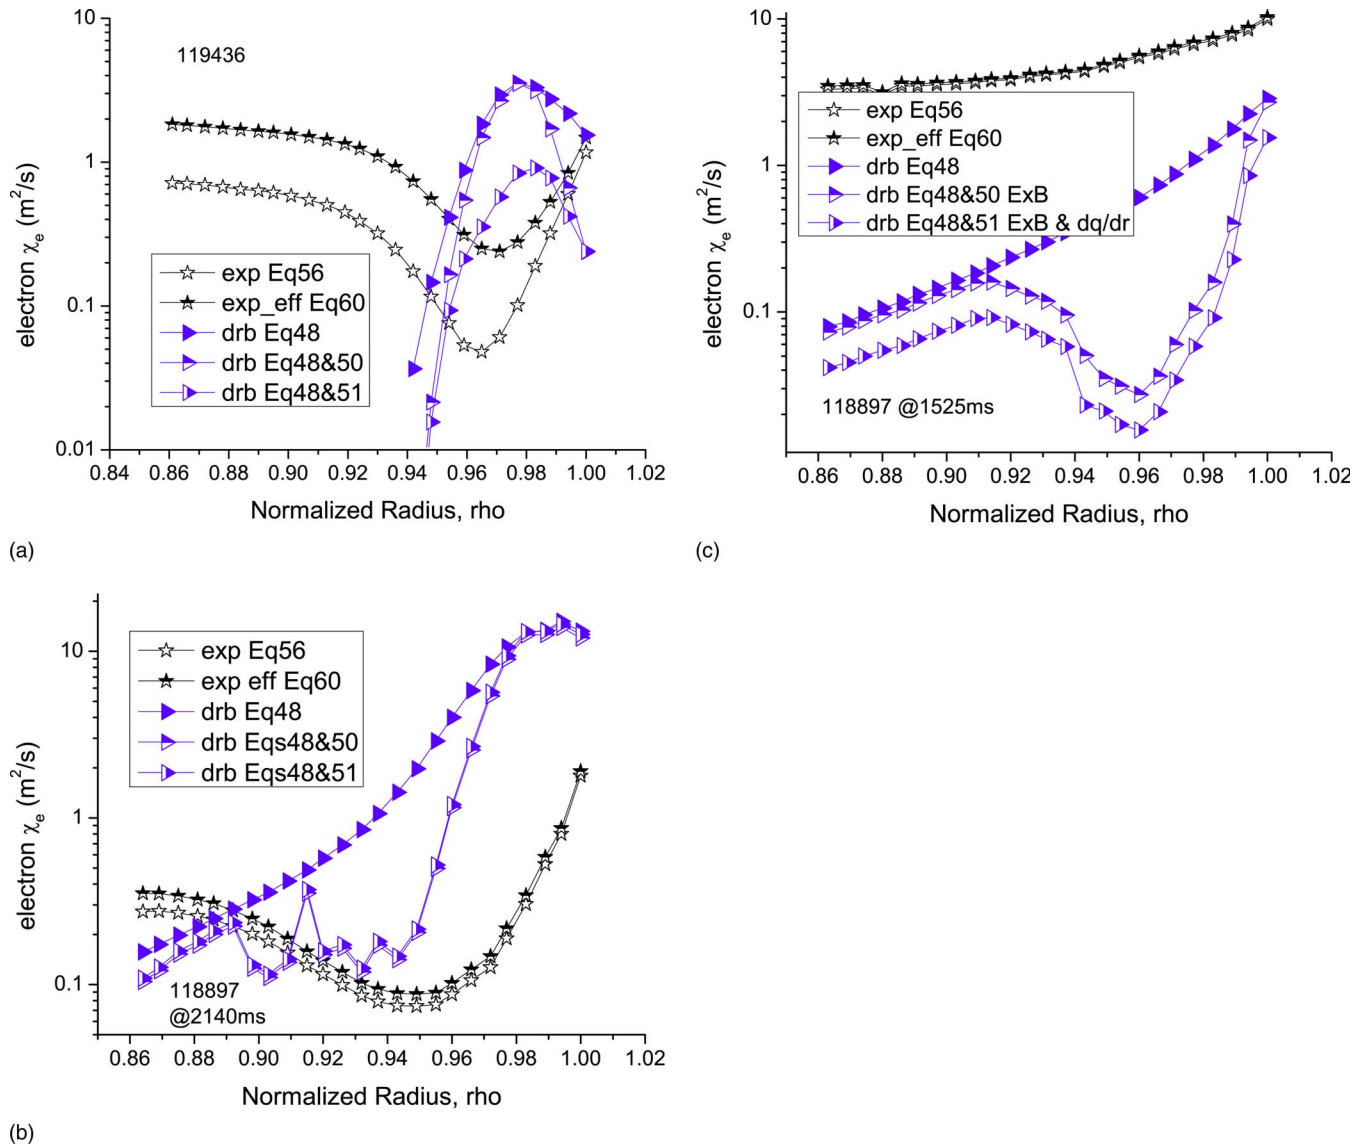 10
1
0.1
0.01
electron χe (m²/s)
119436
exp Eq56
exp_eff Eq60
drb Eq48
drb Eq48&50
drb Eq48&51
0.84 0.86 0.88 0.90 0.92 0.94 0.96 0.98 1.00 1.02
Normalized Radius, rho
(a)
10
1
0.1
electron χe (m²/s)
exp Eq56
exp_eff Eq60
drb Eq48
drb Eq48&50 ExB
drb Eq48&51 ExB & dq/dr
118897 @1525ms
0.86 0.88 0.90 0.92 0.94 0.96 0.98 1.00 1.02
Normalized Radius, rho
(c)
10
1
0.1
electron χe (m²/s)
exp Eq56
exp eff Eq60
drb Eq48
drb Eqs48&50
drb Eqs48&51
118897
@2140ms
0.86 0.88 0.90 0.92 0.94 0.96 0.98 1.00 1.02
Normalized Radius, rho
(b)